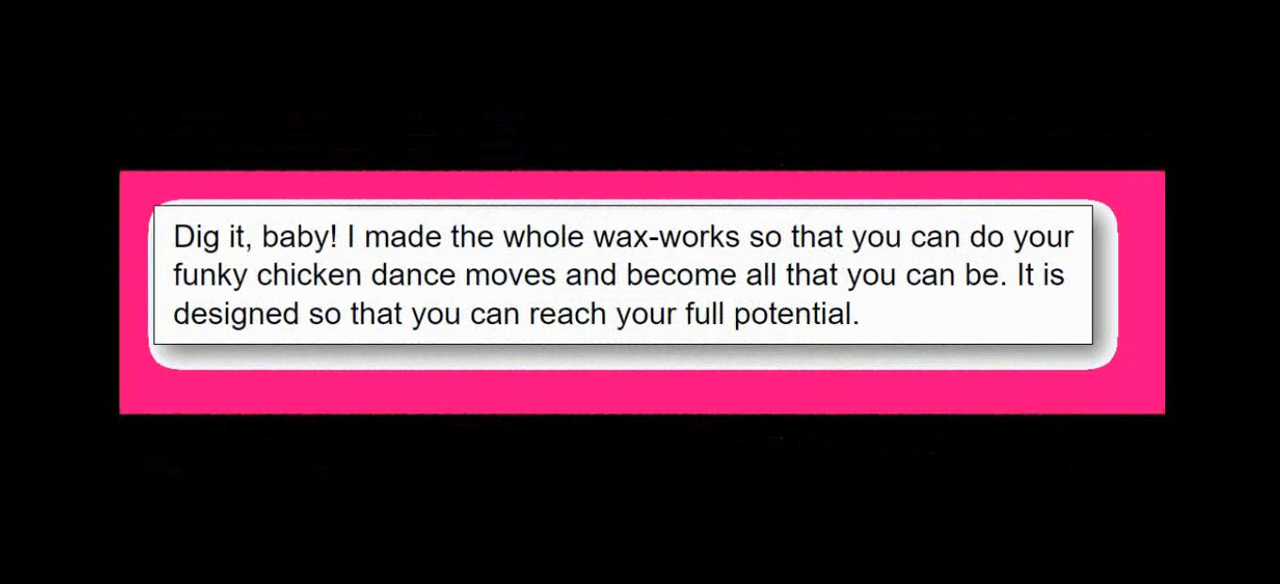 Dig it, baby! I made the whole wax-works so that you can do your
funky chicken dance moves and become all that you can be. It is
designed so that you can reach your full potential.